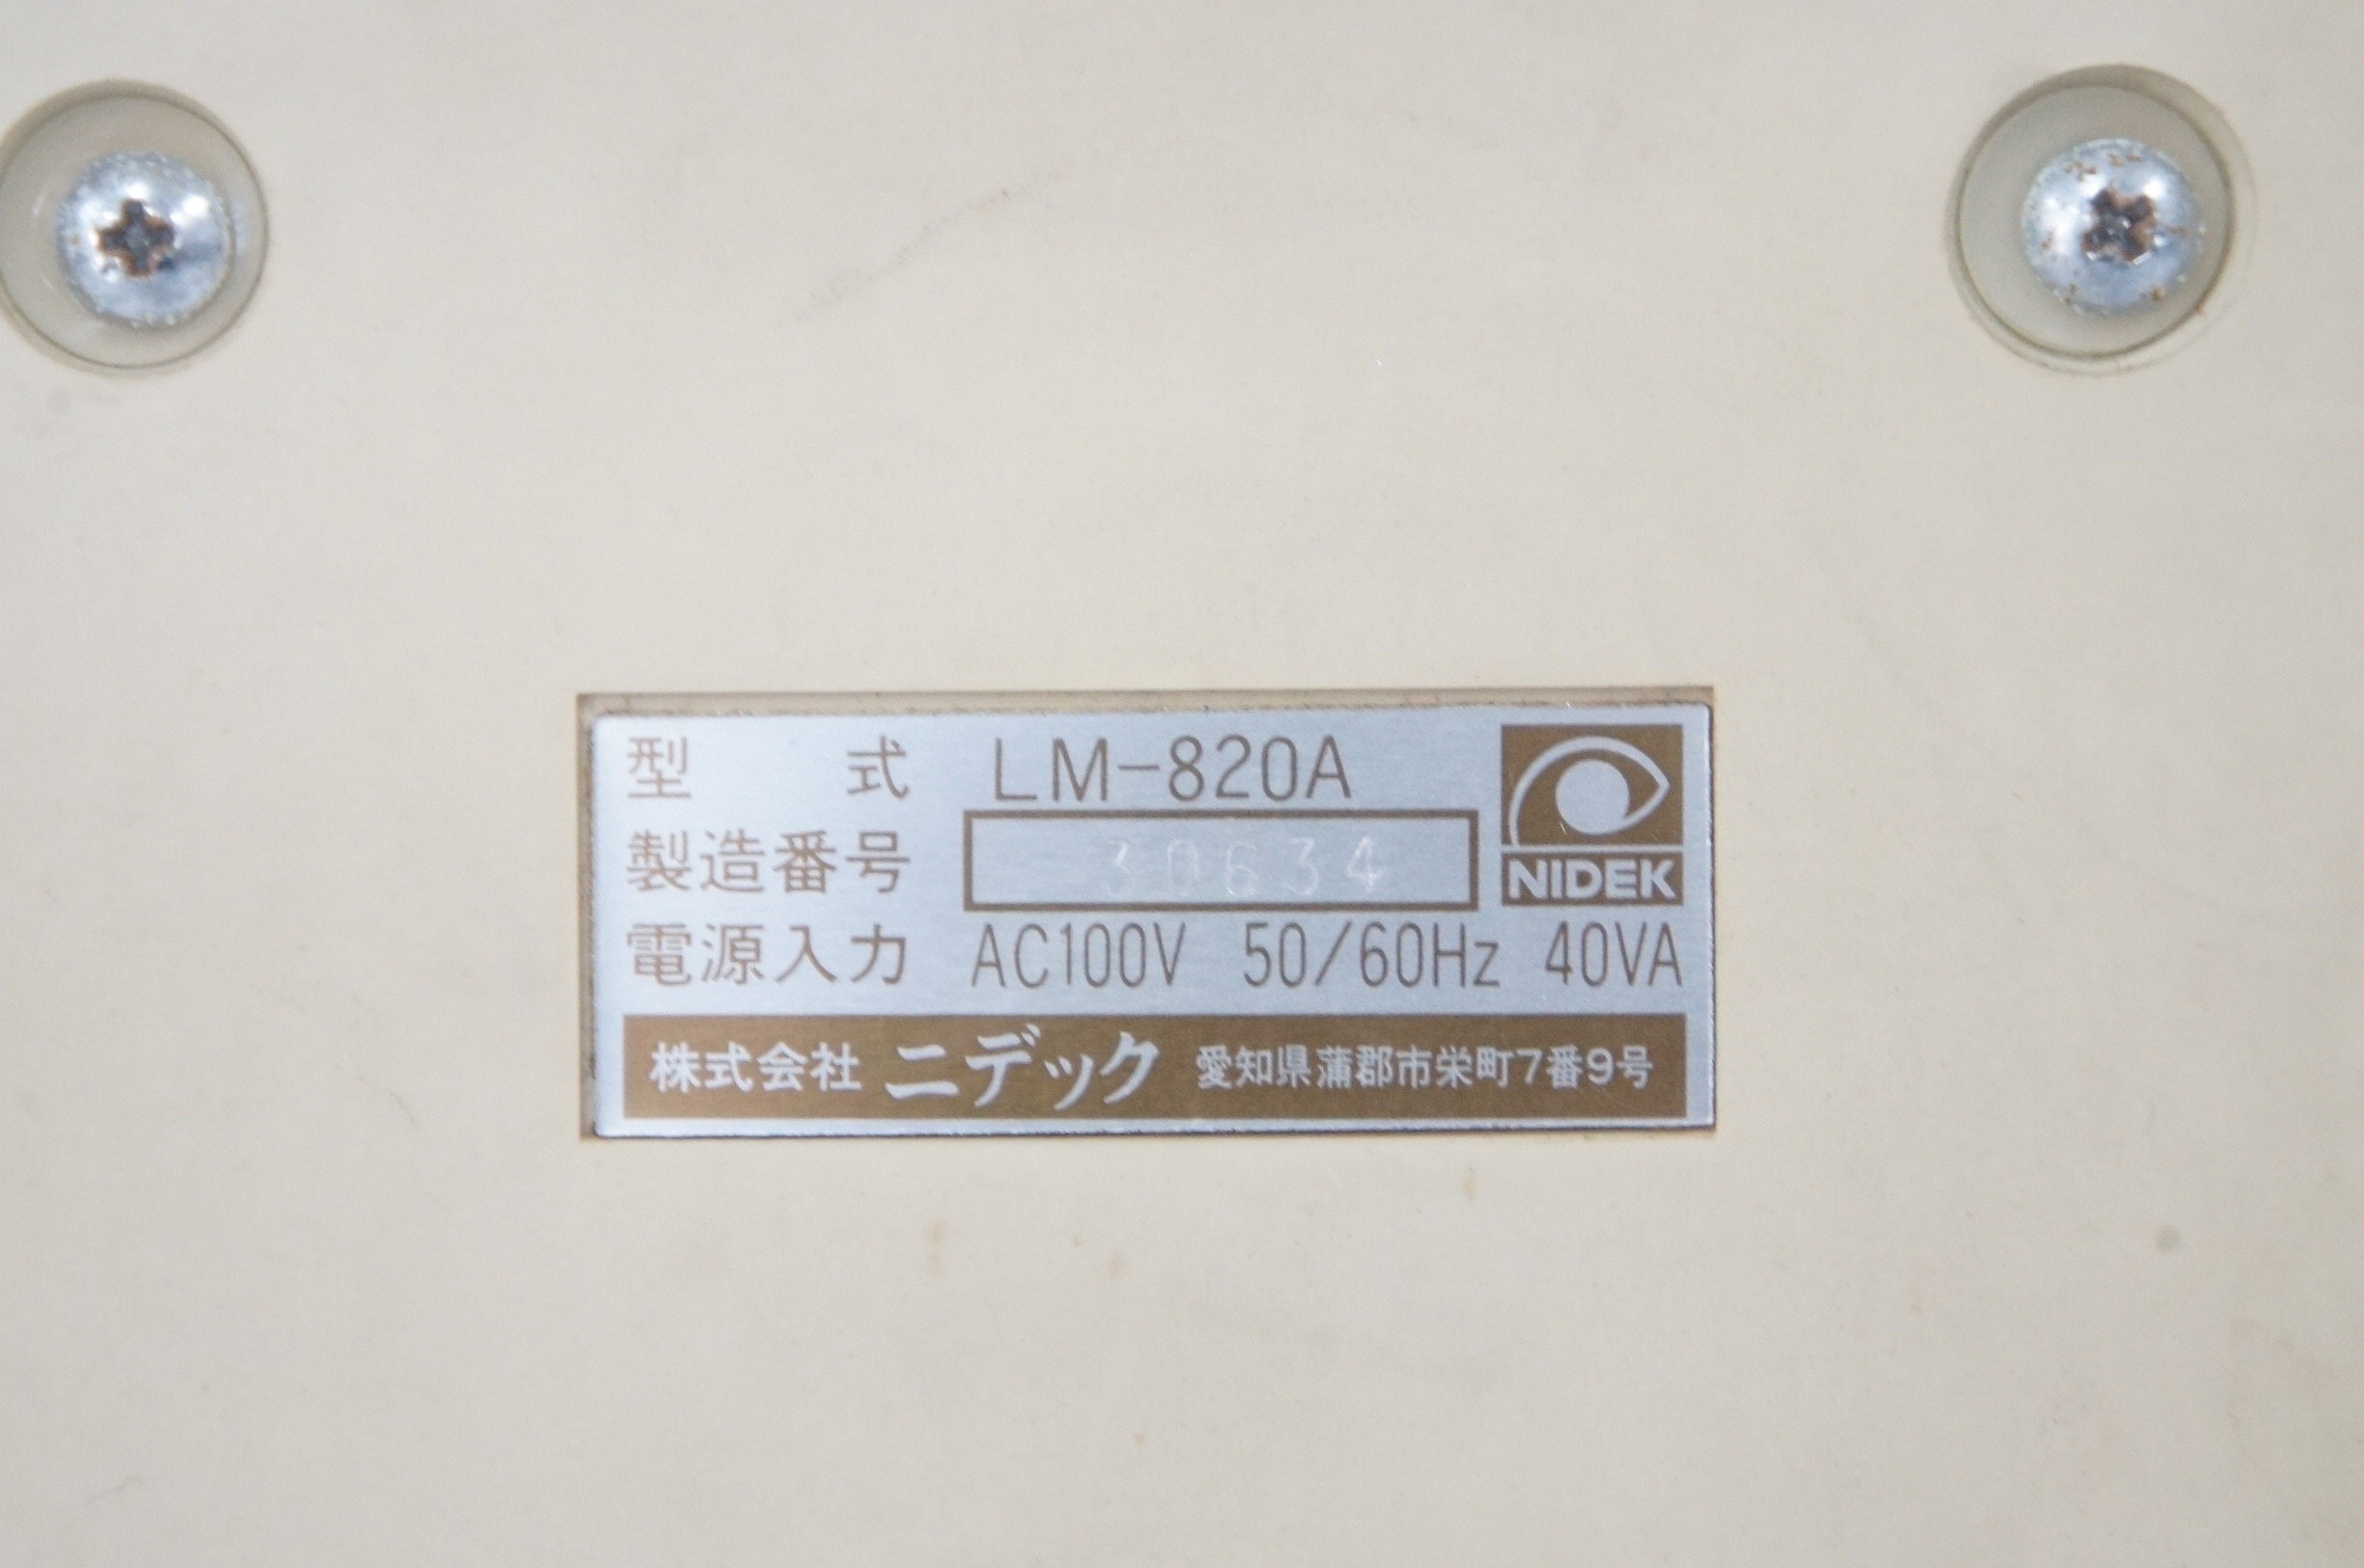 型式 LM-820A
製造番号 30634
NIDEK
電源入力 AC100V 50/60Hz 40VA
株式会社 ニデック 愛知県蒲郡市栄町7番9号